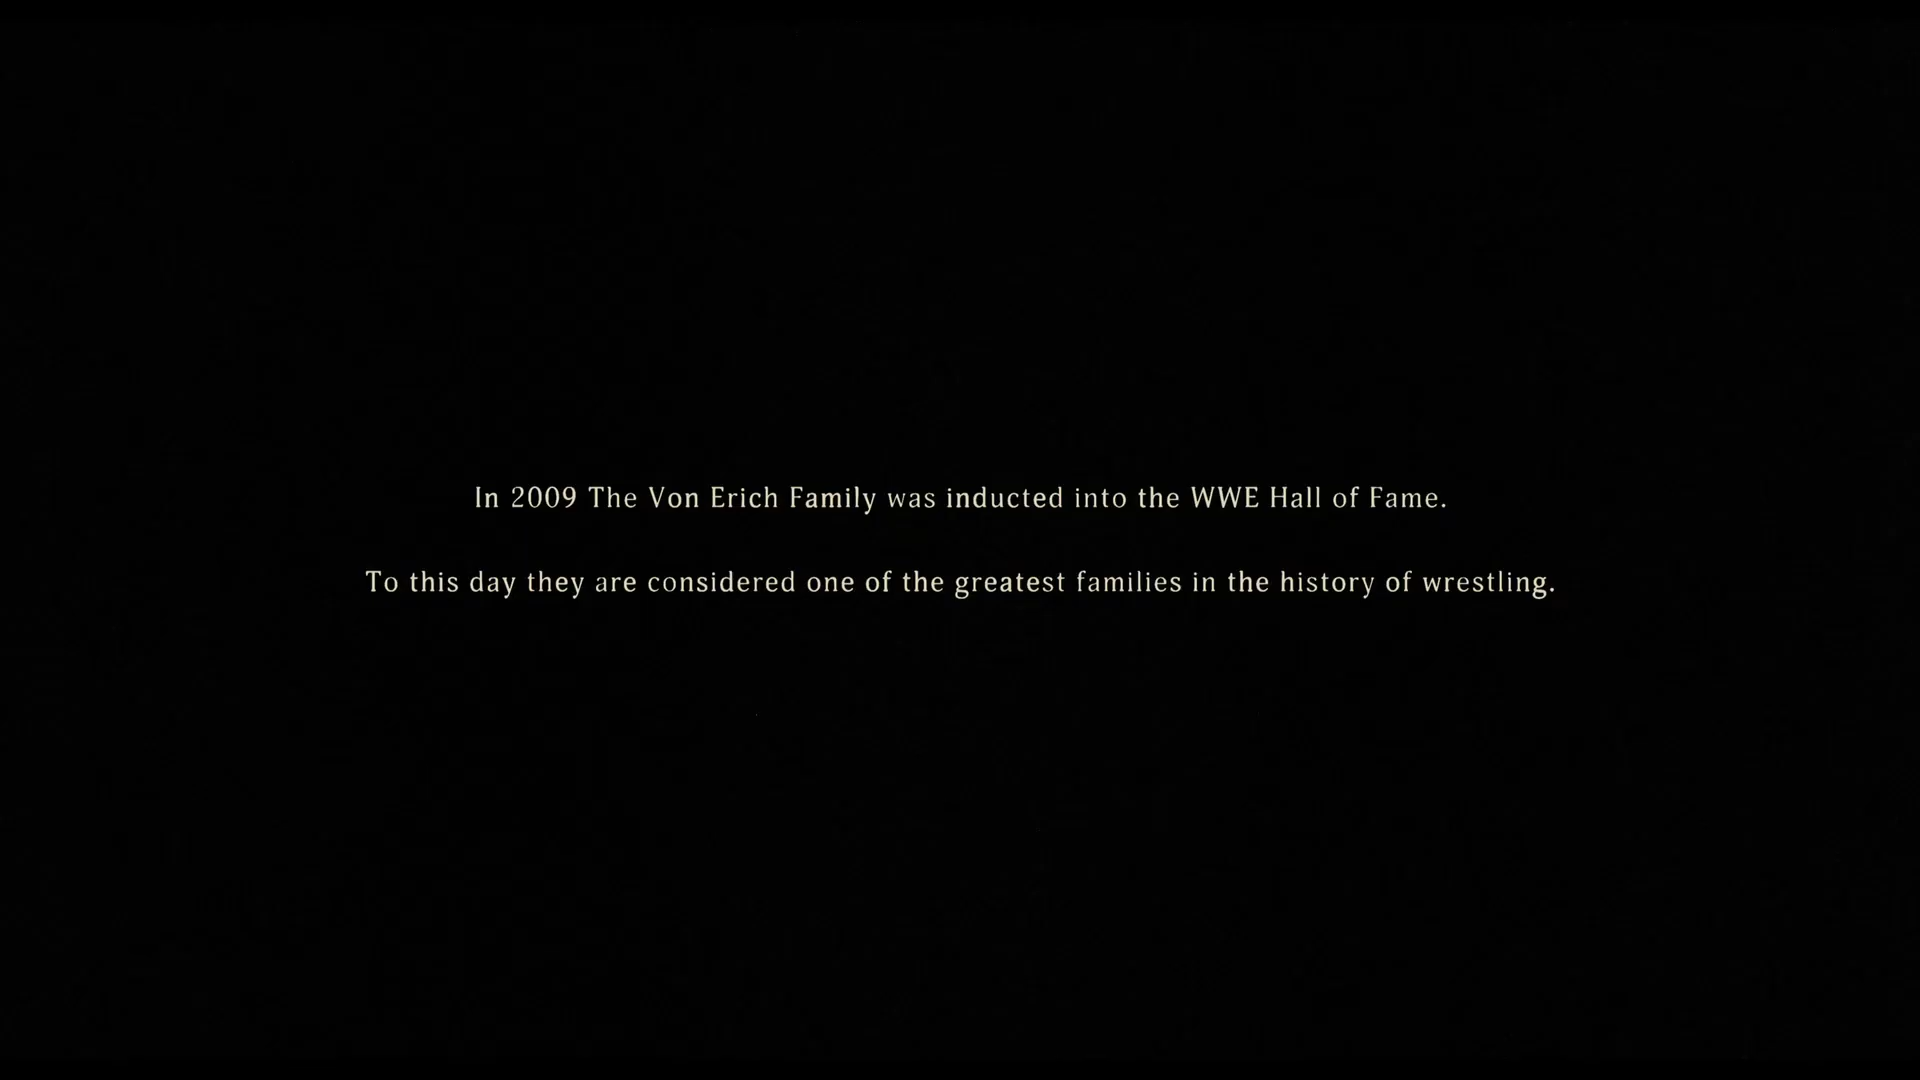 In 2009 The Von Erich Family was inducted into the WWE Hall of Fame.
To this day they are considered one of the greatest families in the history of wrestling.